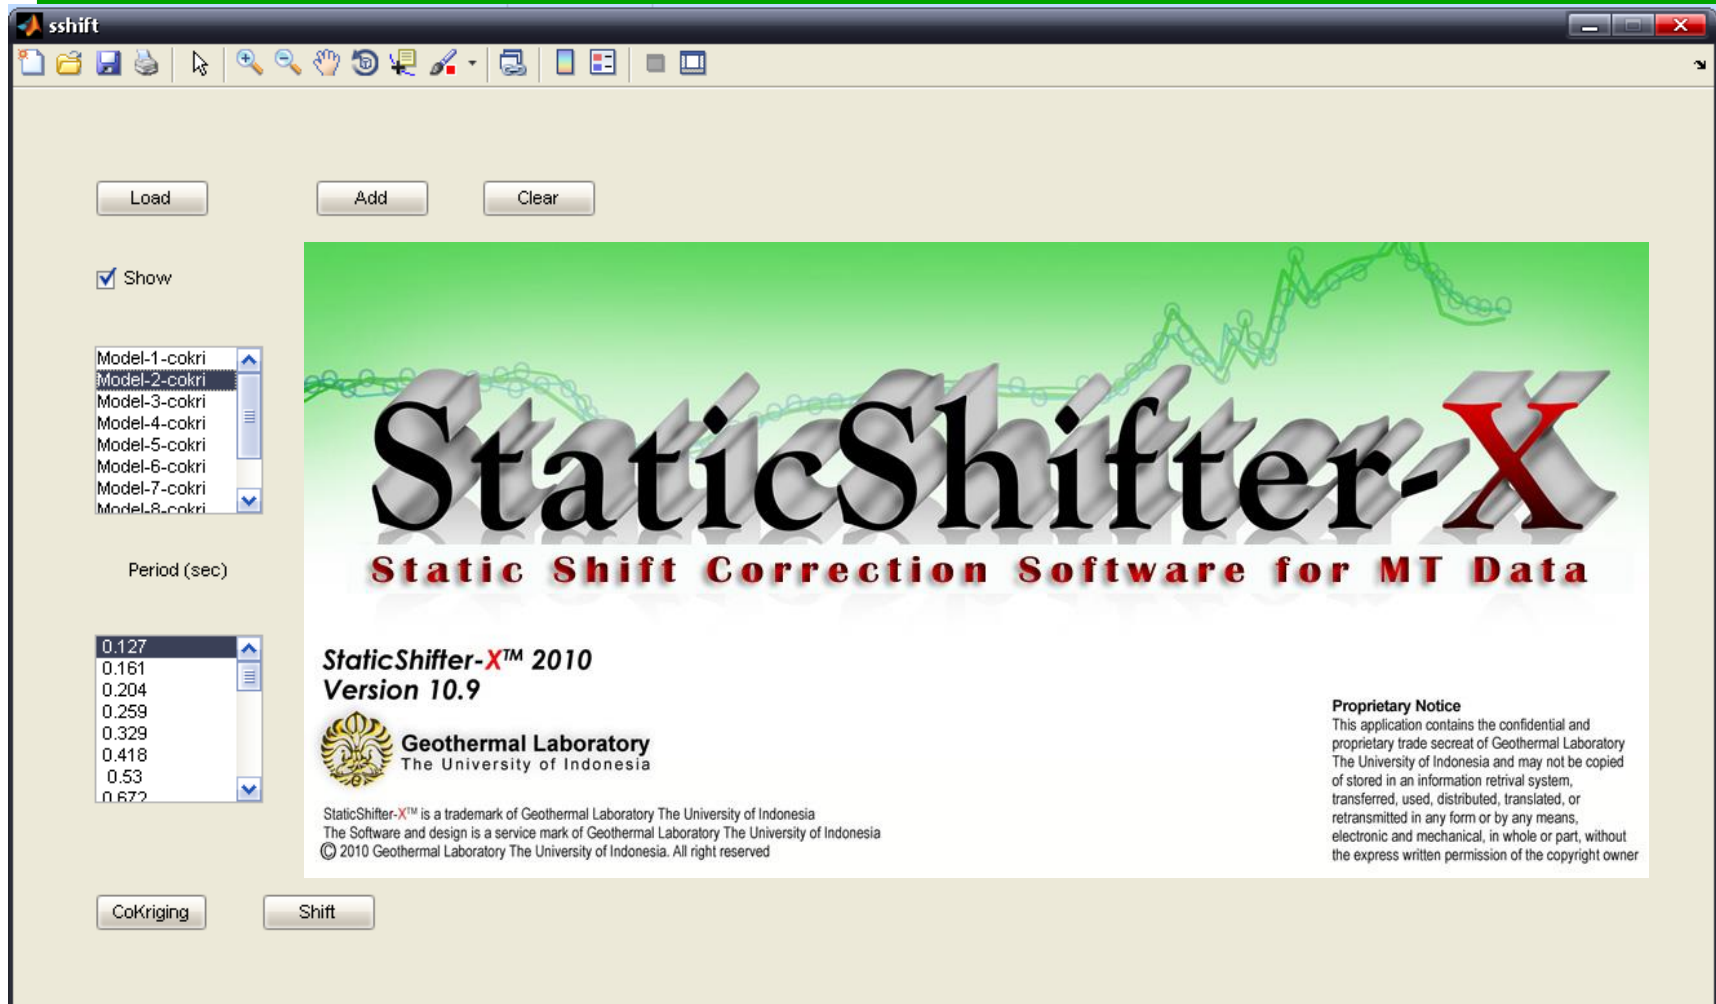 sshift
Load
Add
Clear
Show
Model-1-cokri
Model-2-cokri
Model-3-cokri
Model-4-cokri
Model-5-cokri
Model-6-cokri
Model-7-cokri
Model-8-cokri
Period (sec)
0.127
0.161
0.204
0.259
0.329
0.418
0.53
0.672
StaticShifter-X
Static Shift Correction Software for MT Data
StaticShifter-X™ 2010
Version 10.9
Geothermal Laboratory
The University of Indonesia
StaticShifter-X™ is a trademark of Geothermal Laboratory The University of Indonesia
The Software and design is a service mark of Geothermal Laboratory The University of Indonesia
© 2010 Geothermal Laboratory The University of Indonesia. All right reserved
Proprietary Notice
This application contains the confidential and
proprietary trade secreat of Geothermal Laboratory
The University of Indonesia and may not be copied
of stored in an information retrival system,
transferred, used, distributed, translated, or
retransmitted in any form or by any means,
electronic and mechanical, in whole or part, without
the express written permission of the copyright owner
CoKriging
Shift